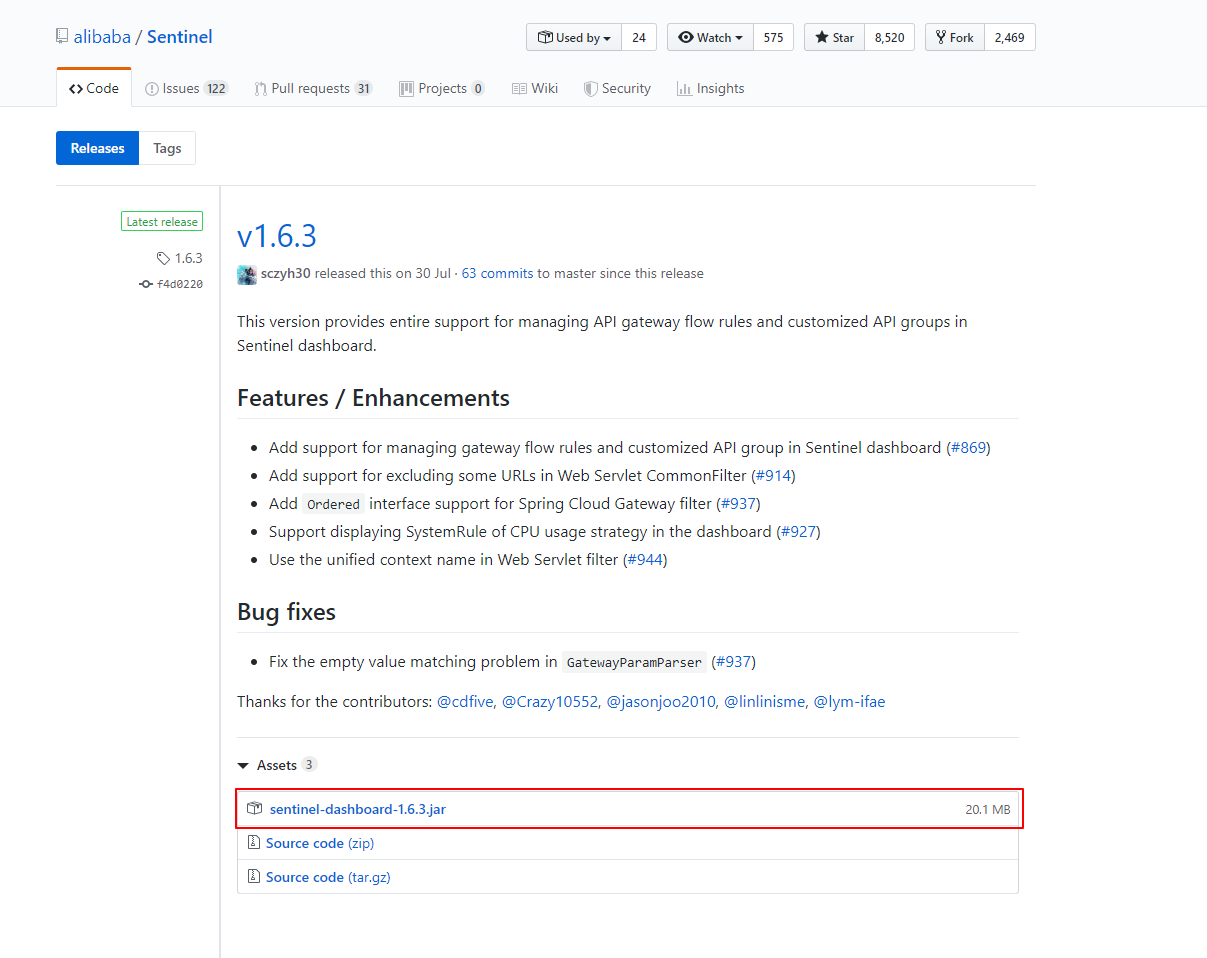 alibaba / Sentinel
Used by 24 Watch 575 Star 8,520 Fork 2,469
Code Issues 122 Pull requests 31 Projects 0 Wiki Security Insights
Releases Tags
Latest release
1.6.3
f4d0220
v1.6.3
sczyh30 released this on 30 Jul · 63 commits to master since this release
This version provides entire support for managing API gateway flow rules and customized API groups in
Sentinel dashboard.
Features / Enhancements
• Add support for managing gateway flow rules and customized API group in Sentinel dashboard (#869)
• Add support for excluding some URLs in Web Servlet CommonFilter (#914)
• Add Ordered interface support for Spring Cloud Gateway filter (#937)
• Support displaying SystemRule of CPU usage strategy in the dashboard (#927)
• Use the unified context name in Web Servlet filter (#944)
Bug fixes
• Fix the empty value matching problem in GatewayParamParser (#937)
Thanks for the contributors: @cdfive, @Crazy10552, @jasonjoo2010, @linlinisme, @lym-ifae
Assets 3
sentinel-dashboard-1.6.3.jar 20.1 MB
Source code (zip)
Source code (tar.gz)